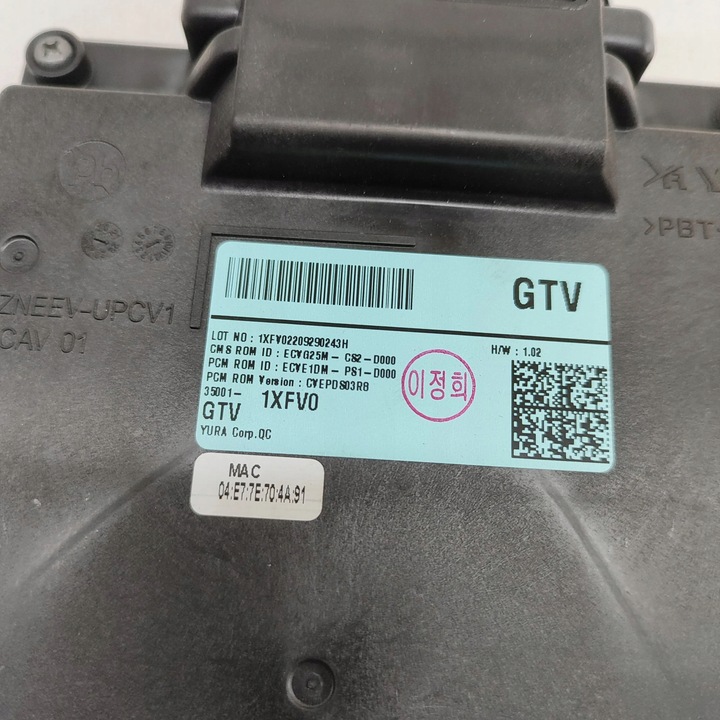 >PBT-
ZNEEV-UPCV1
CAV 01
GTV
LOT NO : 1XFV02209290243H
CMS ROM ID : ECVG25M - CS2-D000
PCM ROM ID : ECVE1DM - PS1-D000
PCM ROM Version : CVEPDS03RB
35001- 1XFV0
GTV
YURA Corp.QC
H/W : 1.02
이정희
MAC
04:E7:7E:70:4A:91